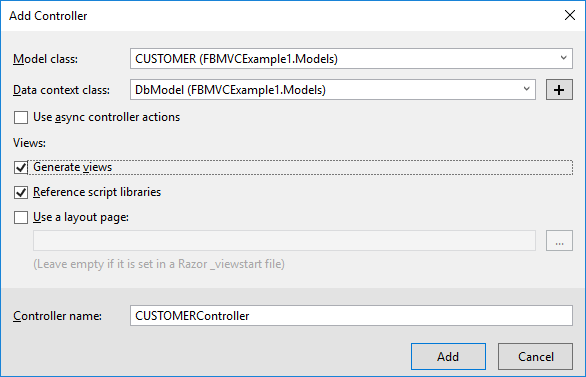 Add Controller
Model class: CUSTOMER (FBMVCExample1.Models)
Data context class: DbModel (FBMVCExample1.Models) +
Use async controller actions
Views:
Generate views
Reference script libraries
Use a layout page:
...
(Leave empty if it is set in a Razor _viewstart file)
Controller name: CUSTOMERController
Add Cancel